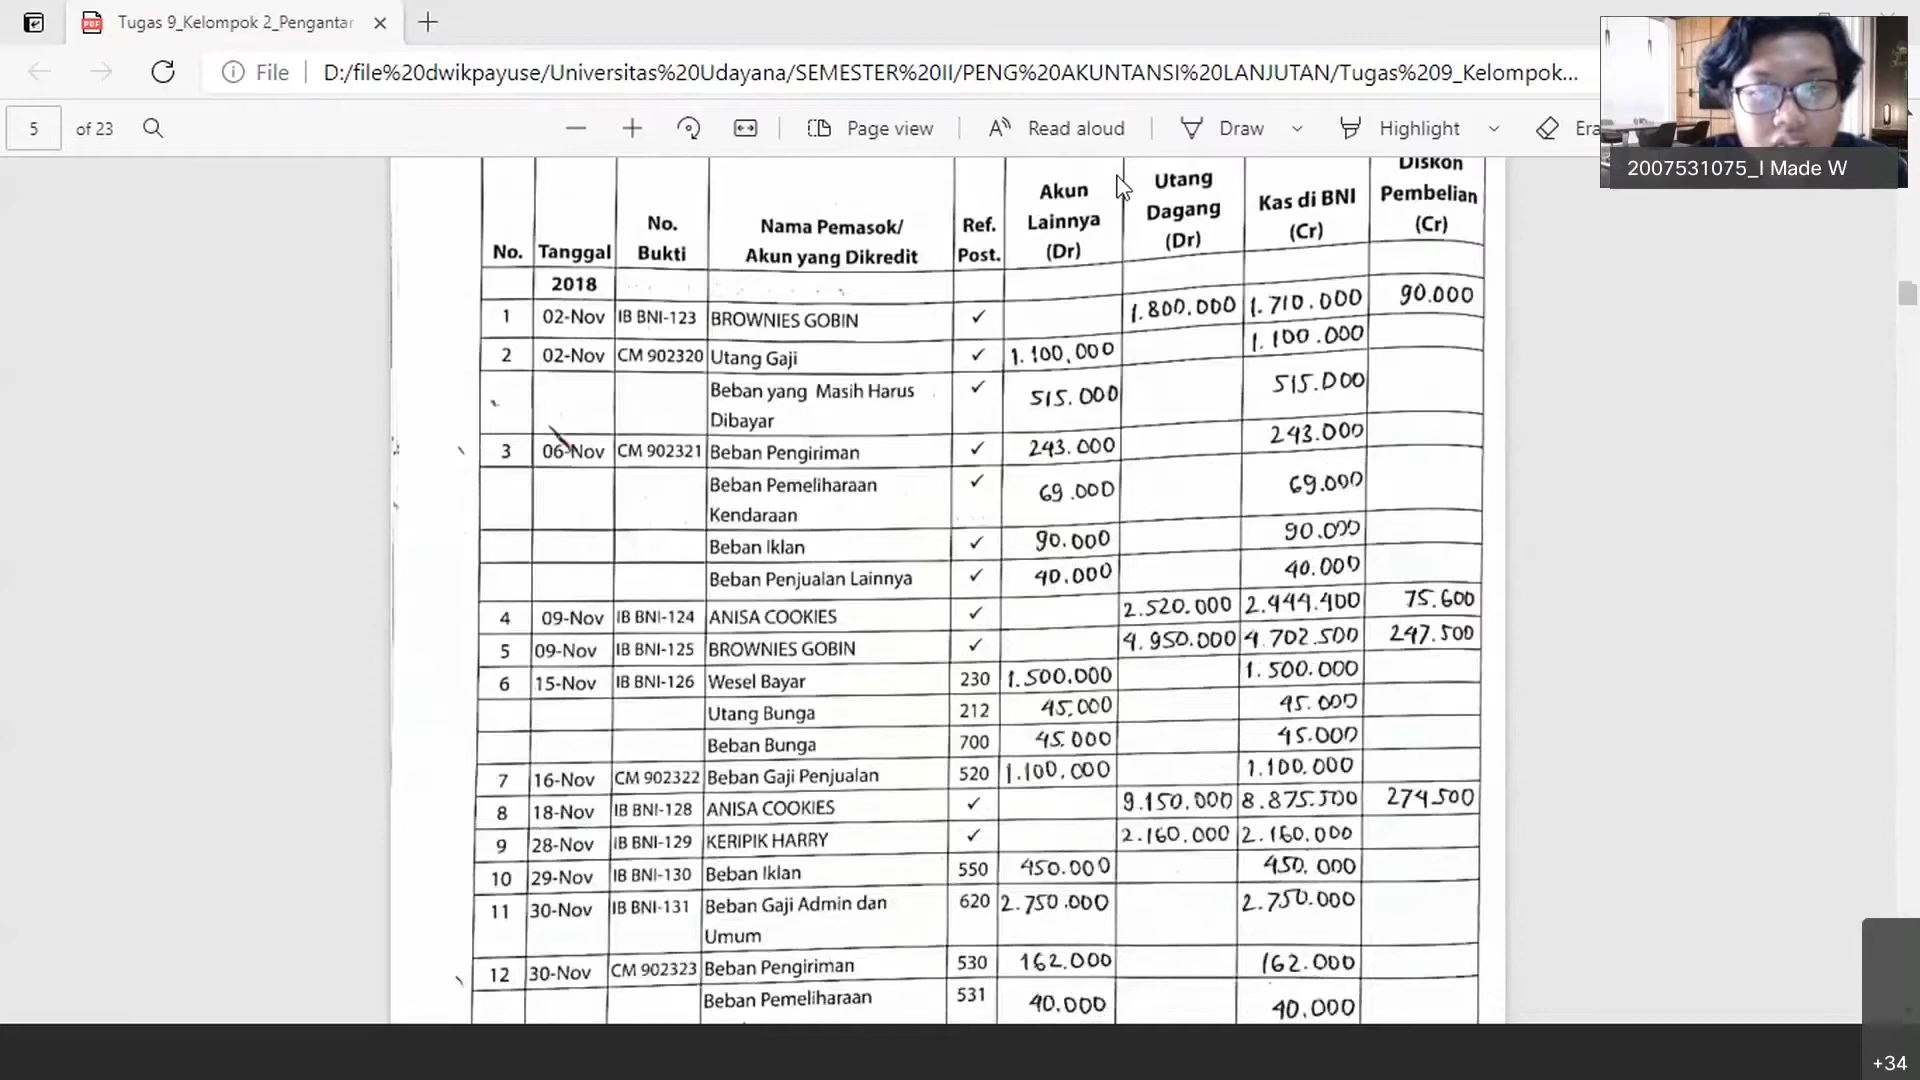 Tugas 9_Kelompok 2_Pengantar
File D:/file%20dwikpayuse/Universitas%20Udayana/SEMESTER%20II/PENG%20AKUNTANSI%20LANJUTAN/Tugas%209_Kelompok...
5 of 23 Page view Read aloud Draw Highlight Era
2007531075_I Made W
No. Tanggal No. Bukti Nama Pemasok/ Akun yang Dikredit Ref. Post. Akun Lainnya (Dr) Utang Dagang (Dr) Kas di BNI (Cr) Diskon Pembelian (Cr)
2018
1 02-Nov IB BNI-123 BROWNIES GOBIN ✓ 1.800.000 1.710.000 90.000
2 02-Nov CM 902320 Utang Gaji ✓ 1.100.000 1.100.000
Beban yang Masih Harus ✓ 515.000 515.000
Dibayar
3 06-Nov CM 902321 Beban Pengiriman ✓ 243.000 243.000
Beban Pemeliharaan ✓ 69.000 69.000
Kendaraan
Beban Iklan ✓ 90.000 90.000
Beban Penjualan Lainnya ✓ 40.000 40.000
4 09-Nov IB BNI-124 ANISA COOKIES ✓ 2.520.000 2.444.400 75.600
5 09-Nov IB BNI-125 BROWNIES GOBIN ✓ 4.950.000 4.702.500 247.500
6 15-Nov IB BNI-126 Wesel Bayar 230 1.500.000 1.500.000
Utang Bunga 212 45.000 45.000
Beban Bunga 700 45.000 45.000
7 16-Nov CM 902322 Beban Gaji Penjualan 520 1.100.000 1.100.000
8 18-Nov IB BNI-128 ANISA COOKIES ✓ 9.150.000 8.875.500 274.500
9 28-Nov IB BNI-129 KERIPIK HARRY ✓ 2.160.000 2.160.000
10 29-Nov IB BNI-130 Beban Iklan 550 450.000 450.000
11 30-Nov IB BNI-131 Beban Gaji Admin dan 620 2.750.000 2.750.000
Umum
12 30-Nov CM 902323 Beban Pengiriman 530 162.000 162.000
Beban Pemeliharaan 531 40.000 40.000
+34